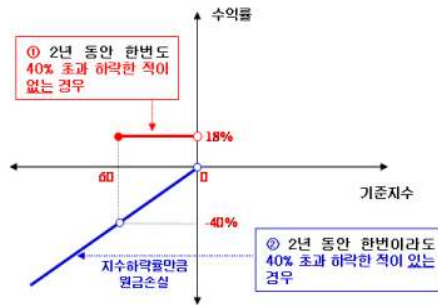 수익률
① 2년 동안 한번도
40% 초과 하락한 적이
없는 경우
18%
60
0
기준지수
-40%
지수하락률만큼
원금손실
② 2년 동안 한번이라도
40% 초과 하락한 적이 있는
경우